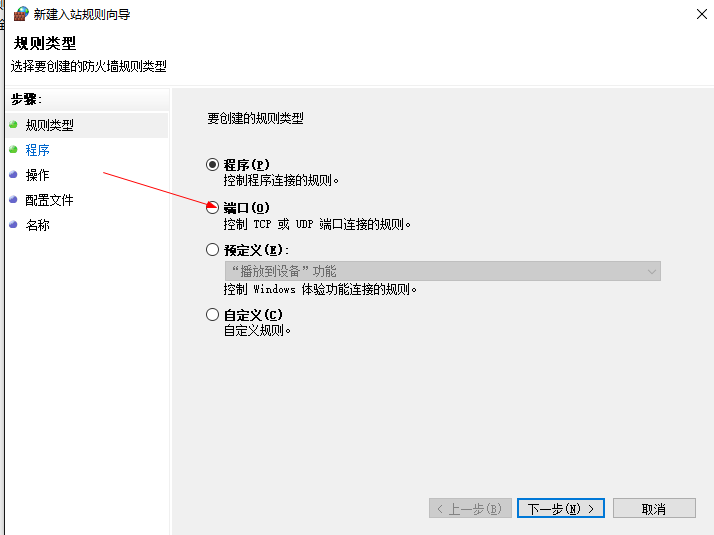 新建入站规则向导
规则类型
选择要创建的防火墙规则类型
步骤:
规则类型
程序
操作
配置文件
名称
要创建的规则类型
程序(P)
控制程序连接的规则。
端口(O)
控制 TCP 或 UDP 端口连接的规则。
预定义(E):
“播放到设备”功能
控制 Windows 体验功能连接的规则。
自定义(C)
自定义规则。
< 上一步(B)
下一步(N) >
取消